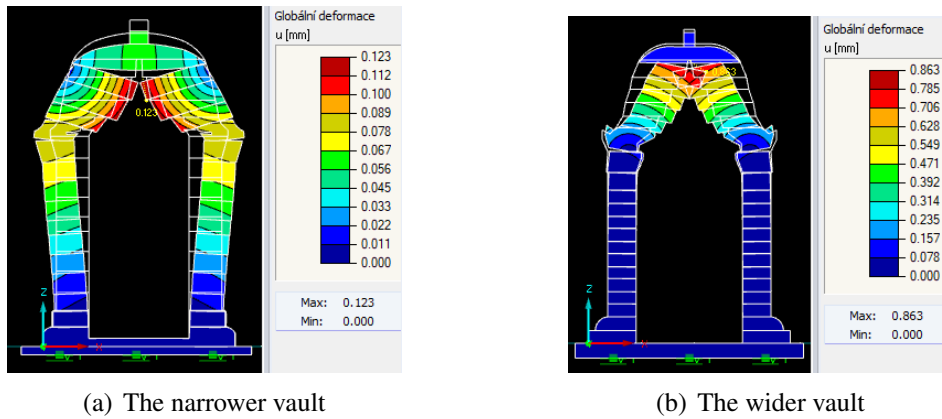 Globální deformace
u [mm]
0.123
0.112
0.100
0.089
0.078
0.067
0.056
0.045
0.033
0.022
0.011
0.000
Max: 0.123
Min: 0.000
0.123
Z
X
(a) The narrower vault
Globální deformace
u [mm]
0.863
0.785
0.706
0.628
0.549
0.471
0.392
0.314
0.235
0.157
0.078
0.000
Max: 0.863
Min: 0.000
0.863
Z
X
(b) The wider vault